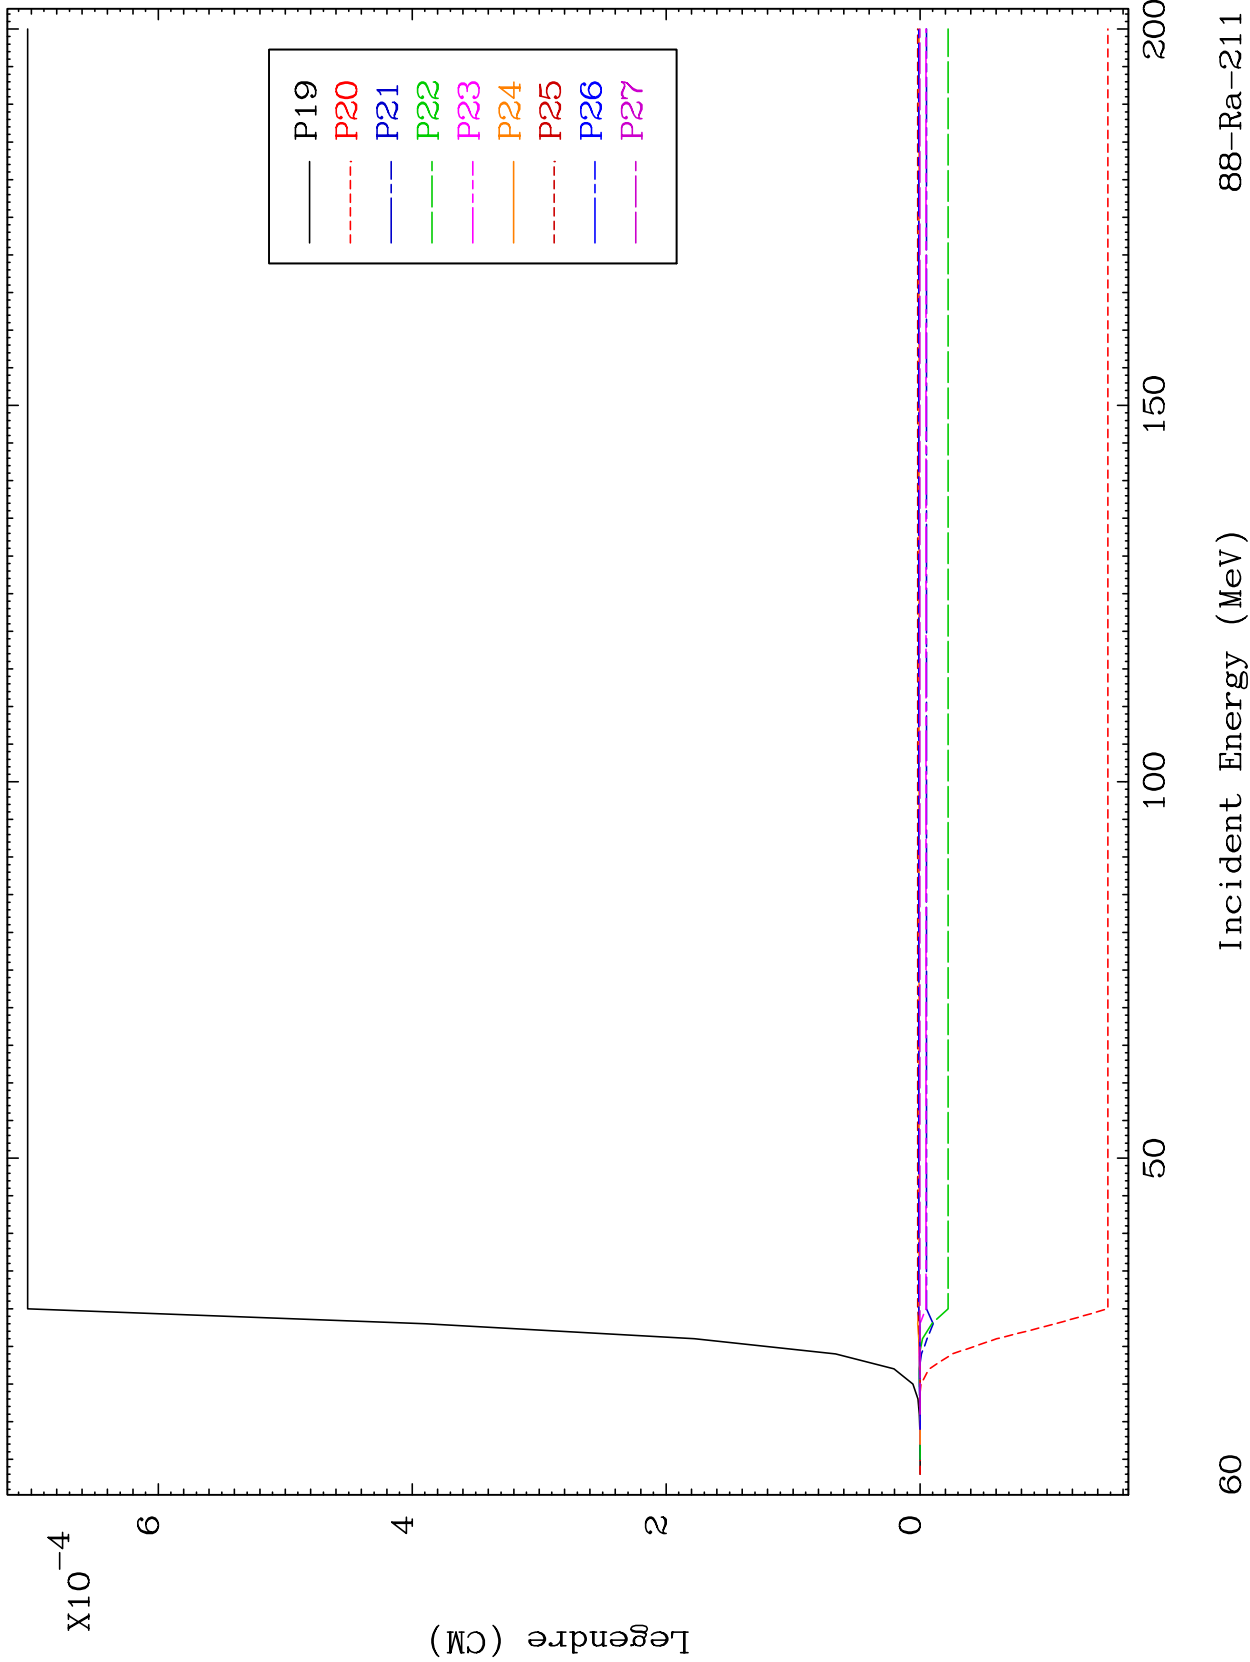 X10-4
6
4
2
0
Legendre (CM)
P19
P20
P21
P22
P23
P24
P25
P26
P27
50
100
150
200
60
Incident Energy (MeV)
88-Ra-211